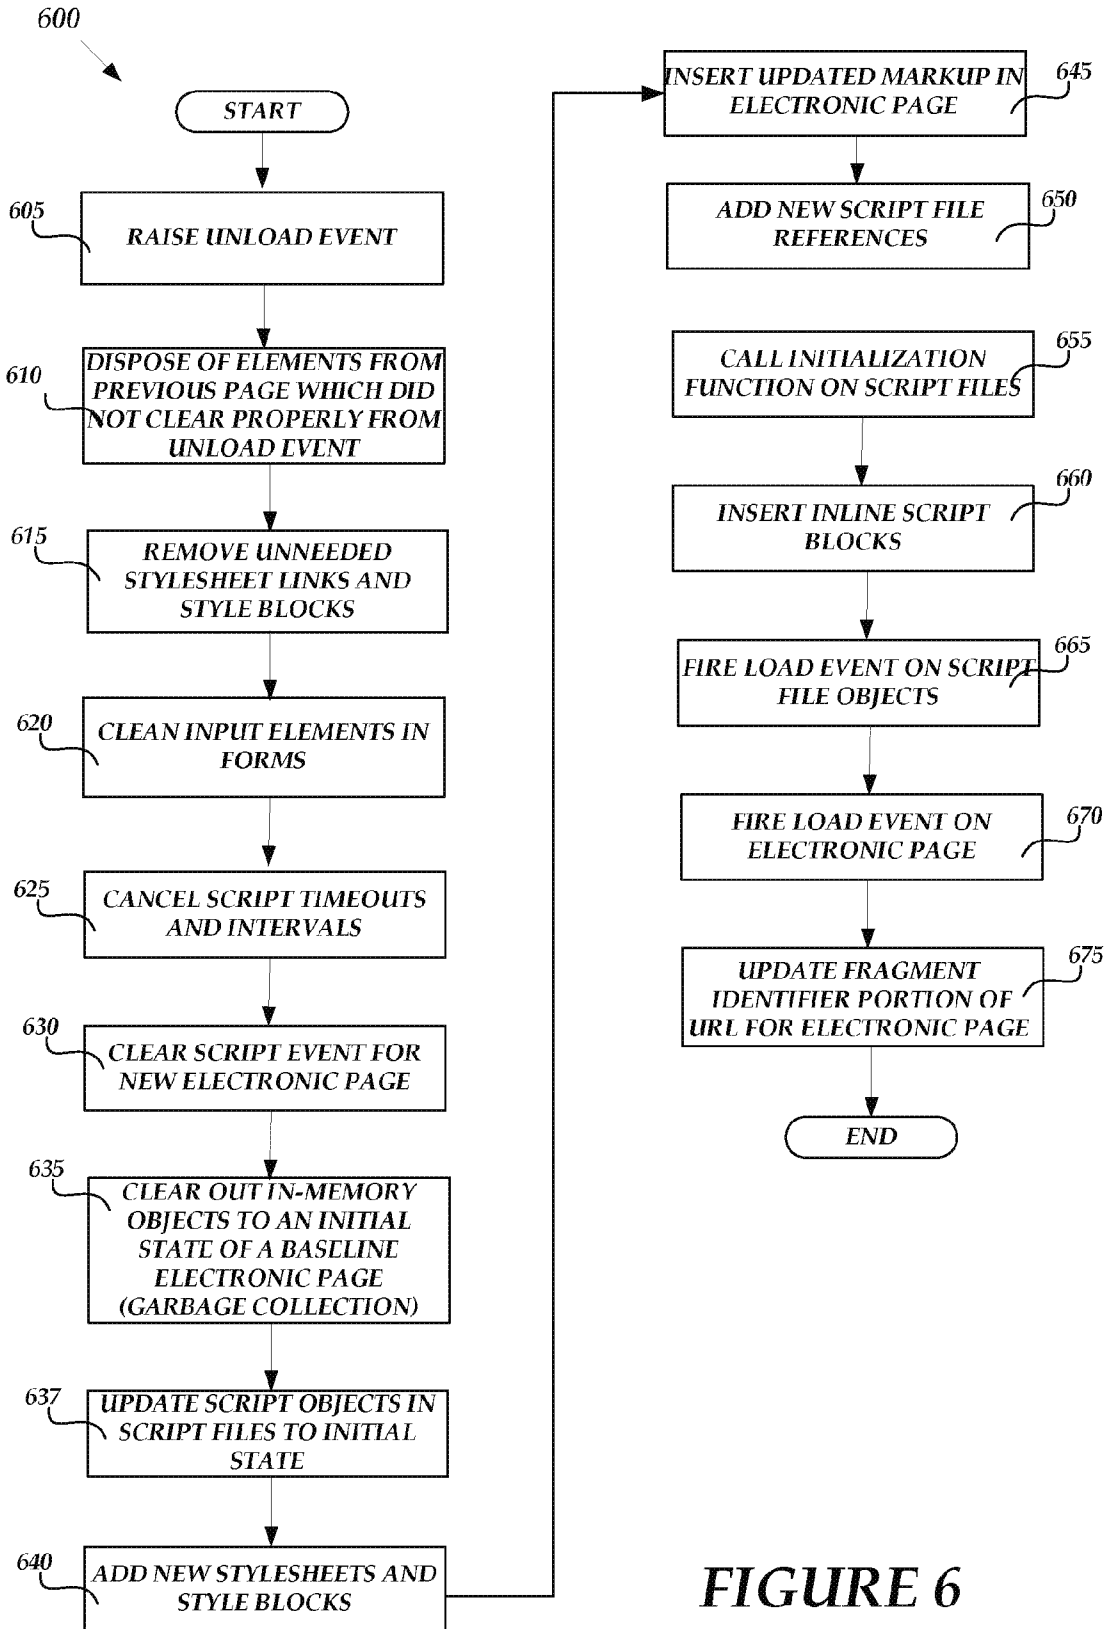 600
START
605
RAISE UNLOAD EVENT
610
DISPOSE OF ELEMENTS FROM
PREVIOUS PAGE WHICH DID
NOT CLEAR PROPERLY FROM
UNLOAD EVENT
615
REMOVE UNNEEDED
STYLESHEET LINKS AND
STYLE BLOCKS
620
CLEAN INPUT ELEMENTS IN
FORMS
625
CANCEL SCRIPT TIMEOUTS
AND INTERVALS
630
CLEAR SCRIPT EVENT FOR
NEW ELECTRONIC PAGE
635
CLEAR OUT IN-MEMORY
OBJECTS TO AN INITIAL
STATE OF A BASELINE
ELECTRONIC PAGE
(GARBAGE COLLECTION)
637
UPDATE SCRIPT OBJECTS IN
SCRIPT FILES TO INITIAL
STATE
640
ADD NEW STYLESHEETS AND
STYLE BLOCKS
INSERT UPDATED MARKUP IN
ELECTRONIC PAGE
645
ADD NEW SCRIPT FILE
REFERENCES
650
CALL INITIALIZATION
FUNCTION ON SCRIPT FILES
655
INSERT INLINE SCRIPT
BLOCKS
660
FIRE LOAD EVENT ON SCRIPT
FILE OBJECTS
665
FIRE LOAD EVENT ON
ELECTRONIC PAGE
670
UPDATE FRAGMENT
IDENTIFIER PORTION OF
URL FOR ELECTRONIC PAGE
675
END
FIGURE 6